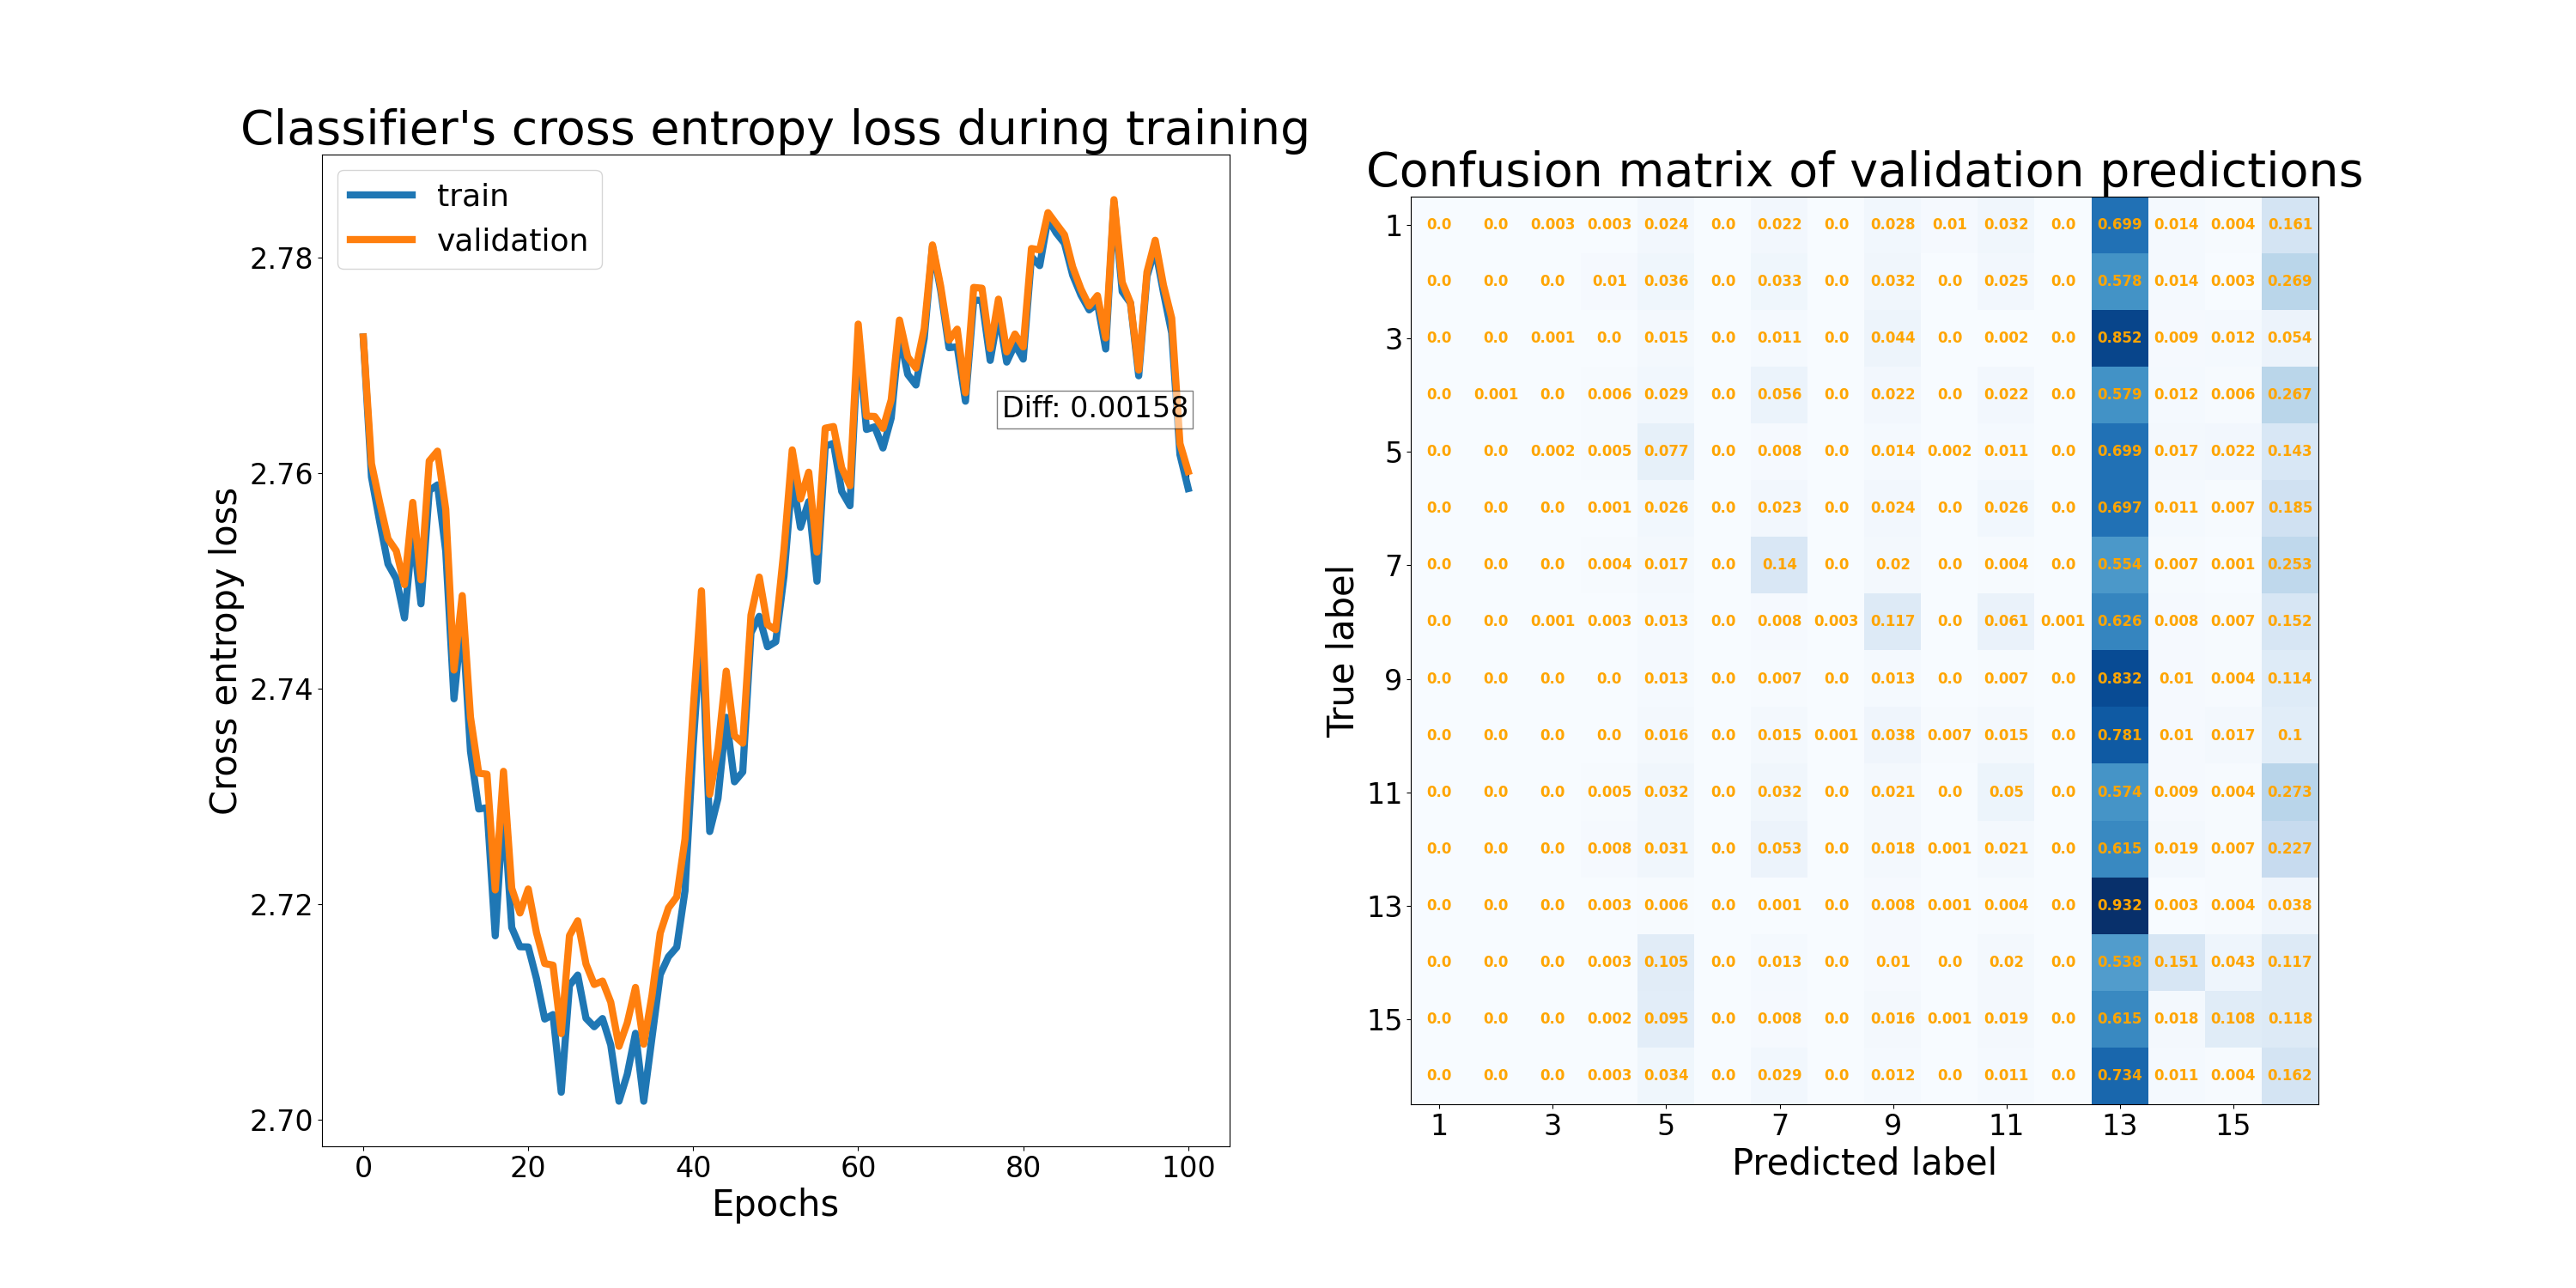 Classifier's cross entropy loss during training
train
validation
2.78
2.76
2.74
2.72
2.70
Cross entropy loss
Diff: 0.00158
0 20 40 60 80 100
Epochs
Confusion matrix of validation predictions
True label
1 0.0 0.0 0.003 0.003 0.024 0.0 0.022 0.0 0.028 0.01 0.032 0.0 0.699 0.014 0.004 0.161
0.0 0.0 0.0 0.01 0.036 0.0 0.033 0.0 0.032 0.0 0.025 0.0 0.578 0.014 0.003 0.269
3 0.0 0.0 0.001 0.0 0.015 0.0 0.011 0.0 0.044 0.0 0.002 0.0 0.852 0.009 0.012 0.054
0.0 0.001 0.0 0.006 0.029 0.0 0.056 0.0 0.022 0.0 0.022 0.0 0.579 0.012 0.006 0.267
5 0.0 0.0 0.002 0.005 0.077 0.0 0.008 0.0 0.014 0.002 0.011 0.0 0.699 0.017 0.022 0.143
0.0 0.0 0.0 0.001 0.026 0.0 0.023 0.0 0.024 0.0 0.026 0.0 0.697 0.011 0.007 0.185
7 0.0 0.0 0.0 0.004 0.017 0.0 0.14 0.0 0.02 0.0 0.004 0.0 0.554 0.007 0.001 0.253
0.0 0.0 0.001 0.003 0.013 0.0 0.008 0.003 0.117 0.0 0.061 0.001 0.626 0.008 0.007 0.152
9 0.0 0.0 0.0 0.0 0.013 0.0 0.007 0.0 0.013 0.0 0.007 0.0 0.832 0.01 0.004 0.114
0.0 0.0 0.0 0.0 0.016 0.0 0.015 0.001 0.038 0.007 0.015 0.0 0.781 0.01 0.017 0.1
11 0.0 0.0 0.0 0.005 0.032 0.0 0.032 0.0 0.021 0.0 0.05 0.0 0.574 0.009 0.004 0.273
0.0 0.0 0.0 0.008 0.031 0.0 0.053 0.0 0.018 0.001 0.021 0.0 0.615 0.019 0.007 0.227
13 0.0 0.0 0.0 0.003 0.006 0.0 0.001 0.0 0.008 0.001 0.004 0.0 0.932 0.003 0.004 0.038
0.0 0.0 0.0 0.003 0.105 0.0 0.013 0.0 0.01 0.0 0.02 0.0 0.538 0.151 0.043 0.117
15 0.0 0.0 0.0 0.002 0.095 0.0 0.008 0.0 0.016 0.001 0.019 0.0 0.615 0.018 0.108 0.118
0.0 0.0 0.0 0.003 0.034 0.0 0.029 0.0 0.012 0.0 0.011 0.0 0.734 0.011 0.004 0.162
1 3 5 7 9 11 13 15
Predicted label